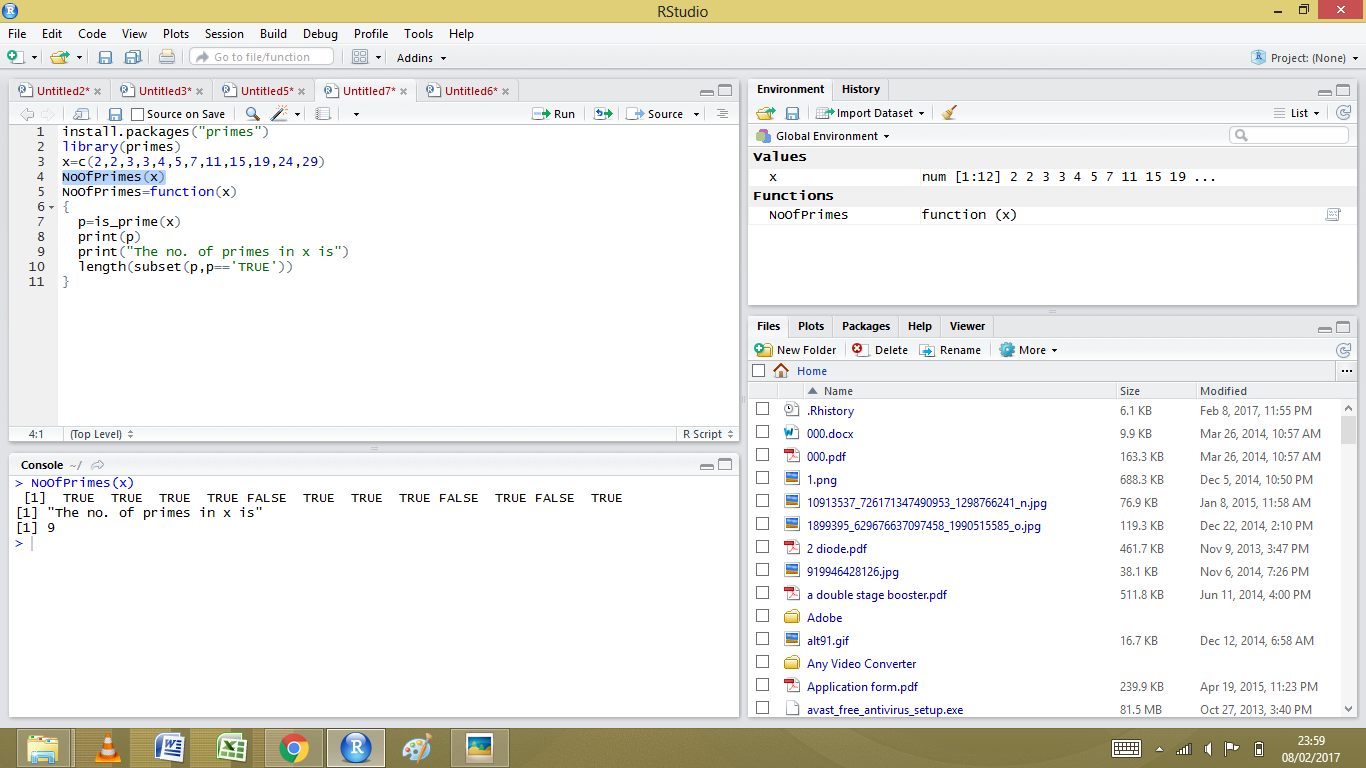 RStudio
File Edit Code View Plots Session Build Debug Profile Tools Help
Go to file/function Addins Project: (None)
Untitled2* Untitled3* Untitled5* Untitled7* Untitled6*
Source on Save Run Source
1 install.packages("primes")
2 library(primes)
3 x=c(2,2,3,3,4,5,7,11,15,19,24,29)
4 NoOfPrimes(x)
5 NoOfPrimes=function(x)
6 {
7 p=is_prime(x)
8 print(p)
9 print("The no. of primes in x is")
10 length(subset(p,p=='TRUE'))
11 }
4:1 (Top Level) R Script
Console ~/
> NoOfPrimes(x)
[1] TRUE TRUE TRUE TRUE FALSE TRUE TRUE TRUE FALSE TRUE FALSE TRUE
[1] "The no. of primes in x is"
[1] 9
>
Environment History
Import Dataset List
Global Environment
Values
x num [1:12] 2 2 3 3 4 5 7 11 15 19 ...
Functions
NoOfPrimes function (x)
Files Plots Packages Help Viewer
New Folder Delete Rename More
Home ...
Name Size Modified
.Rhistory 6.1 KB Feb 8, 2017, 11:55 PM
000.docx 9.9 KB Mar 26, 2014, 10:57 AM
000.pdf 163.3 KB Mar 26, 2014, 10:57 AM
1.png 688.3 KB Dec 5, 2014, 10:50 PM
10913537_726171347490953_1298766241_n.jpg 76.9 KB Jan 8, 2015, 11:58 AM
1899395_629676637097458_1990515585_o.jpg 119.3 KB Dec 22, 2014, 2:10 PM
2 diode.pdf 461.7 KB Nov 9, 2013, 3:47 PM
919946428126.jpg 38.1 KB Nov 6, 2014, 7:26 PM
a double stage booster.pdf 511.8 KB Jun 11, 2014, 4:00 PM
Adobe
alt91.gif 16.7 KB Dec 12, 2014, 6:58 AM
Any Video Converter
Application form.pdf 239.9 KB Apr 19, 2015, 11:23 PM
avast_free_antivirus_setup.exe 81.5 MB Oct 27, 2013, 3:40 PM
23:59
08/02/2017